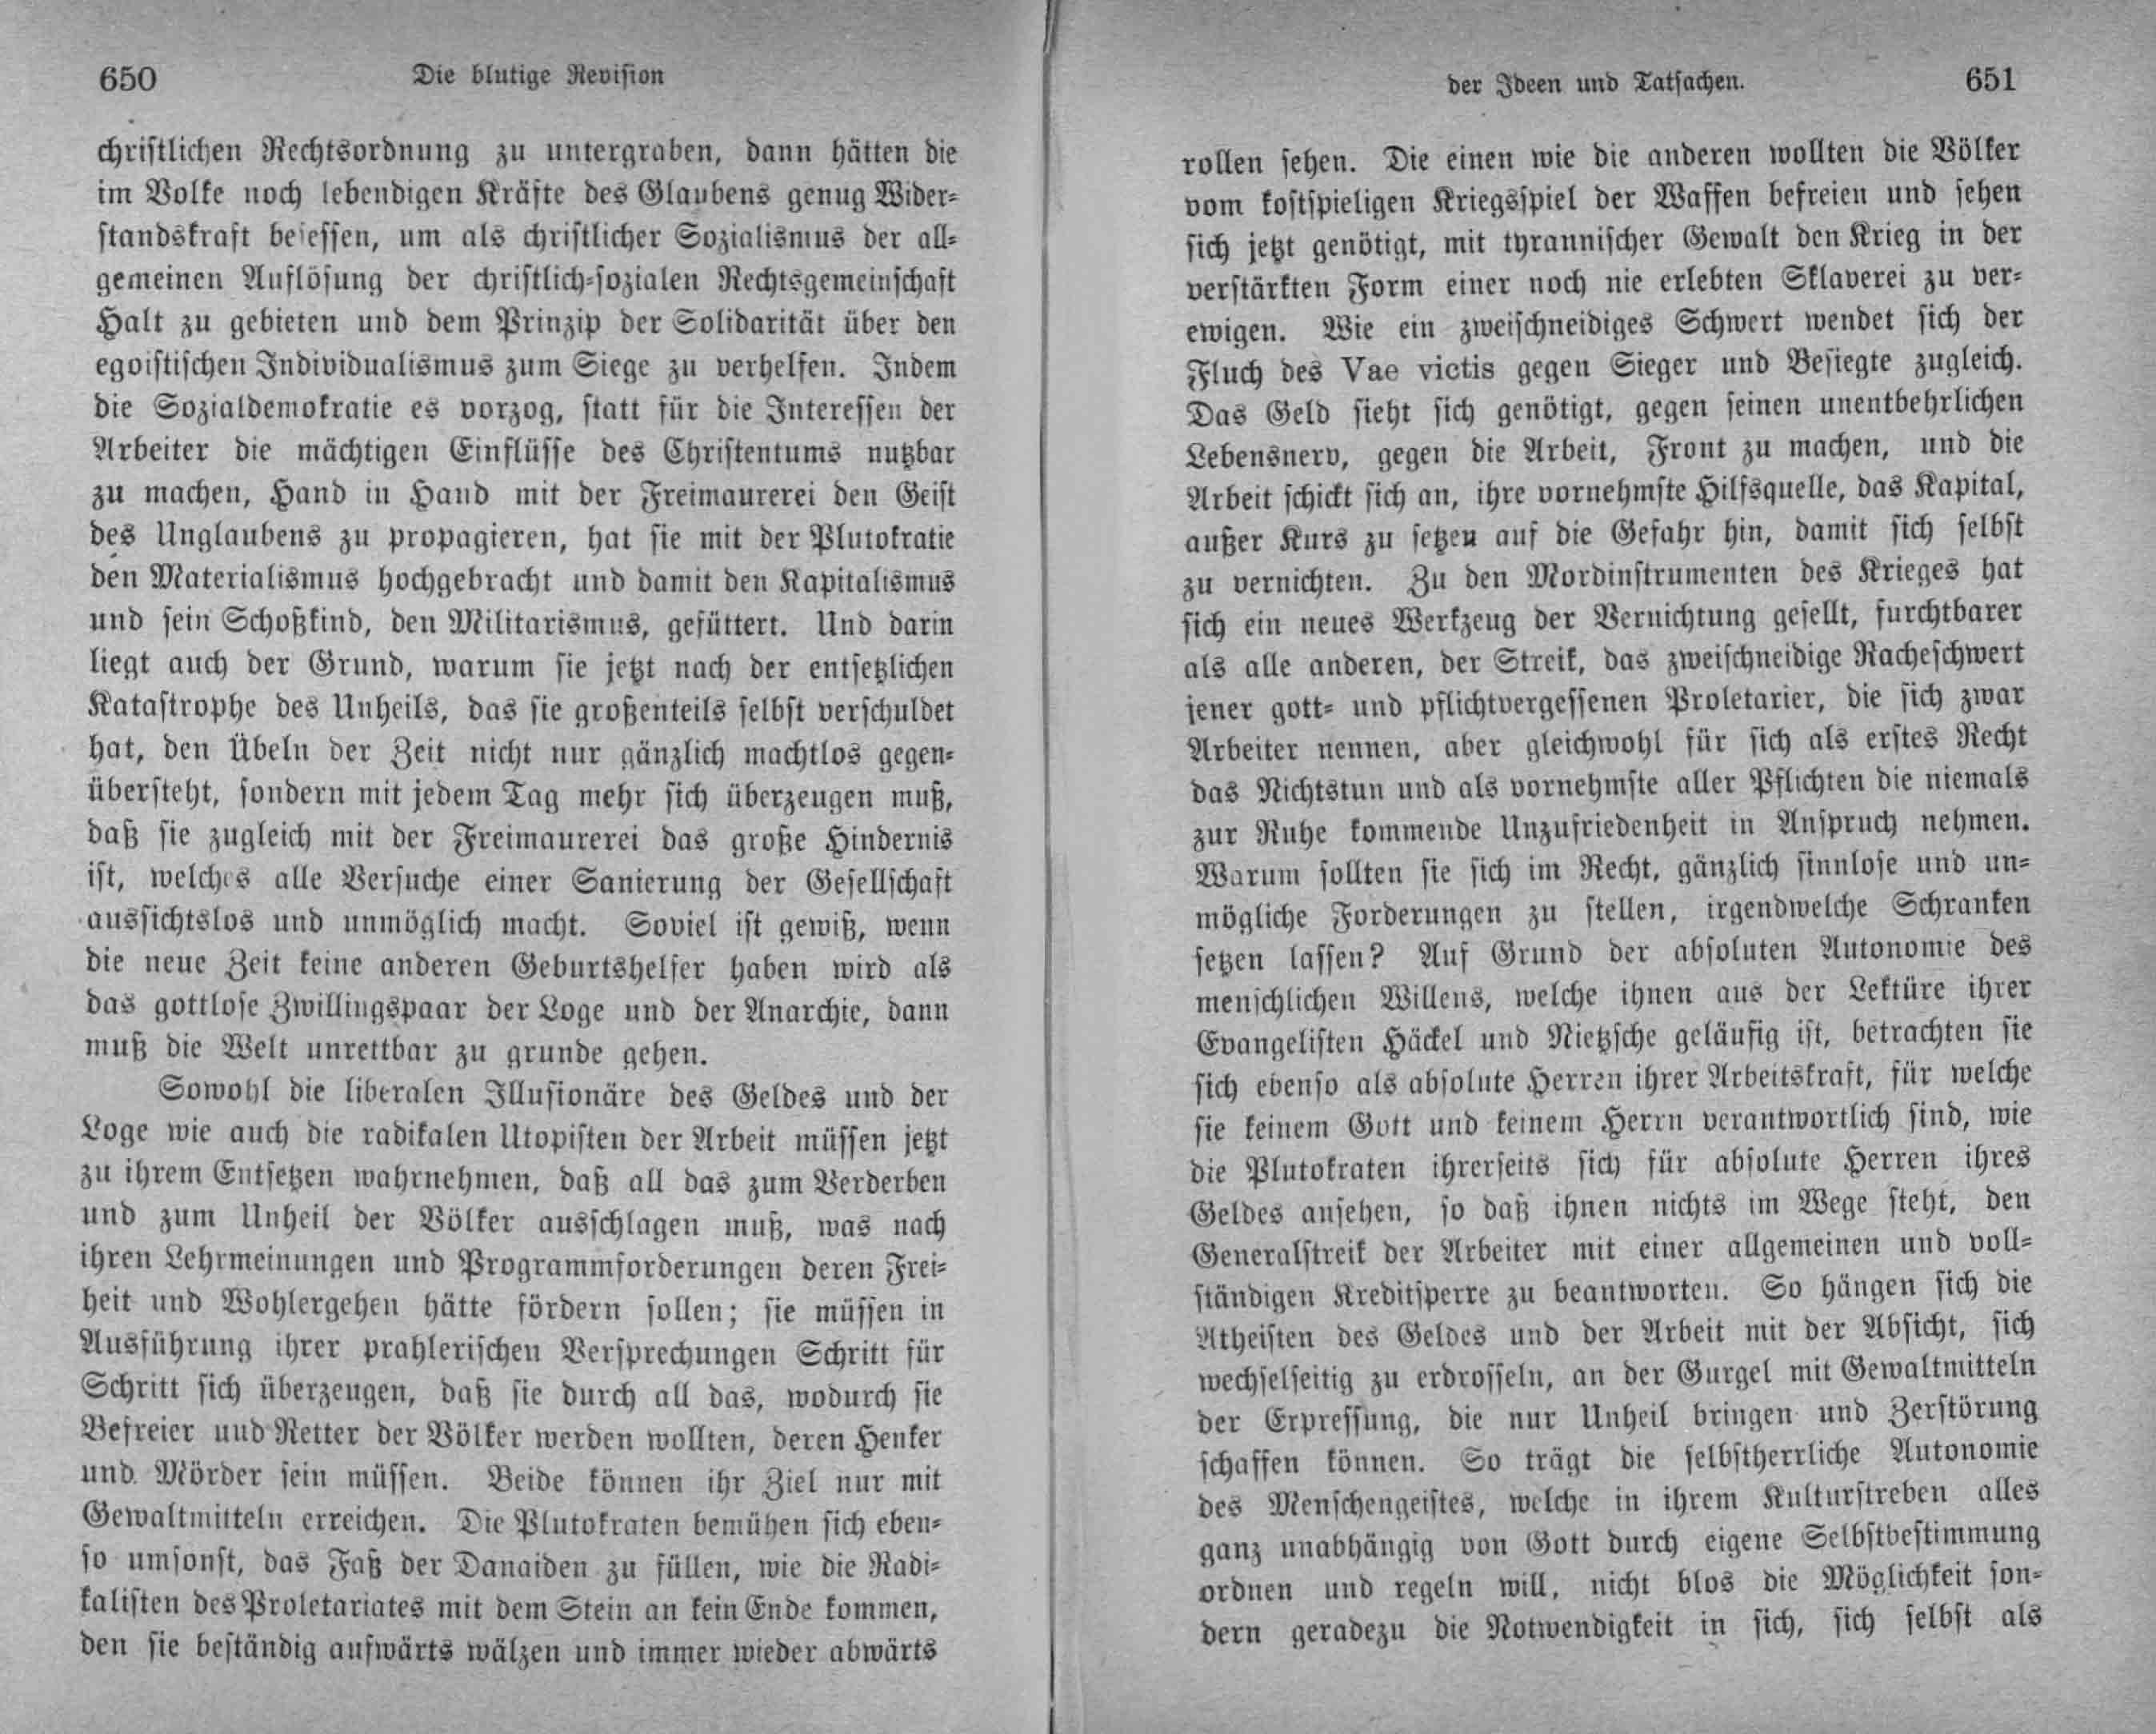 650
Die blutige Revision
christlichen Rechtsordnung zu untergraben, dann hätten die
im Volke noch lebendigen Kräfte des Glaubens genug Wider-
standskraft besessen, um als christlicher Sozialismus der all-
gemeinen Auflösung der christlich-sozialen Rechtsgemeinschaft
Halt zu gebieten und dem Prinzip der Solidarität über den
egoistischen Individualismus zum Siege zu verhelfen. Indem
die Sozialdemokratie es vorzog, statt für die Interessen der
Arbeiter die mächtigen Einflüsse des Christentums nutzbar
zu machen, Hand in Hand mit der Freimaurerei den Geist
des Unglaubens zu propagieren, hat sie mit der Plutokratie
den Materialismus hochgebracht und damit den Kapitalismus
und sein Schoßkind, den Militarismus, gefüttert. Und darin
liegt auch der Grund, warum sie jetzt nach der entsetzlichen
Katastrophe des Unheils, das sie großenteils selbst verschuldet
hat, den Übeln der Zeit nicht nur gänzlich machtlos gegen-
übersteht, sondern mit jedem Tag mehr sich überzeugen muß,
daß sie zugleich mit der Freimaurerei das große Hindernis
ist, welches alle Versuche einer Sanierung der Gesellschaft
aussichtslos und unmöglich macht. Soviel ist gewiß, wenn
die neue Zeit keine anderen Geburtshelfer haben wird als
das gottlose Zwillingspaar der Loge und der Anarchie, dann
muß die Welt unrettbar zu grunde gehen.
Sowohl die liberalen Illusionäre des Geldes und der
Loge wie auch die radikalen Utopisten der Arbeit müssen jetzt
zu ihrem Entsetzen wahrnehmen, daß all das zum Verderben
und zum Unheil der Völker ausschlagen muß, was nach
ihren Lehrmeinungen und Programmforderungen deren Frei-
heit und Wohlergehen hätte fördern sollen; sie müssen in
Ausführung ihrer prahlerischen Versprechungen Schritt für
Schritt sich überzeugen, daß sie durch all das, wodurch sie
Befreier und Retter der Völker werden wollten, deren Henker
und Mörder sein müssen. Beide können ihr Ziel nur mit
Gewaltmitteln erreichen. Die Plutokraten bemühen sich eben-
so umsonst, das Faß der Danaiden zu füllen, wie die Radi-
kalisten des Proletariates mit dem Stein an kein Ende kommen,
den sie beständig aufwärts wälzen und immer wieder abwärts
der Ideen und Tatsachen.
651
rollen sehen. Die einen wie die anderen wollten die Völker
vom kostspieligen Kriegsspiel der Waffen befreien und sehen
sich jetzt genötigt, mit tyrannischer Gewalt den Krieg in der
verstärkten Form einer noch nie erlebten Sklaverei zu ver-
ewigen. Wie ein zweischneidiges Schwert wendet sich der
Fluch des Vae victis gegen Sieger und Besiegte zugleich.
Das Geld sieht sich genötigt, gegen seinen unentbehrlichen
Lebensnerv, gegen die Arbeit, Front zu machen, und die
Arbeit schickt sich an, ihre vornehmste Hilfsquelle, das Kapital,
außer Kurs zu setzen auf die Gefahr hin, damit sich selbst
zu vernichten. Zu den Mordinstrumenten des Krieges hat
sich ein neues Werkzeug der Vernichtung gesellt, furchtbarer
als alle anderen, der Streik, das zweischneidige Racheschwert
jener gott- und pflichtvergessenen Proletarier, die sich zwar
Arbeiter nennen, aber gleichwohl für sich als erstes Recht
das Nichtstun und als vornehmste aller Pflichten die niemals
zur Ruhe kommende Unzufriedenheit in Anspruch nehmen.
Warum sollten sie sich im Recht, gänzlich sinnlose und un-
mögliche Forderungen zu stellen, irgendwelche Schranken
setzen lassen? Auf Grund der absoluten Autonomie des
menschlichen Willens, welche ihnen aus der Lektüre ihrer
Evangelisten Häckel und Nietzsche geläufig ist, betrachten sie
sich ebenso als absolute Herren ihrer Arbeitskraft, für welche
sie keinem Gott und keinem Herrn verantwortlich sind, wie
die Plutokraten ihrerseits sich für absolute Herren ihres
Geldes ansehen, so daß ihnen nichts im Wege steht, den
Generalstreik der Arbeiter mit einer allgemeinen und voll-
ständigen Kreditsperre zu beantworten. So hängen sich die
Atheisten des Geldes und der Arbeit mit der Absicht, sich
wechselseitig zu erdrosseln, an der Gurgel mit Gewaltmitteln
der Erpressung, die nur Unheil bringen und Zerstörung
schaffen können. So trägt die selbstherrliche Autonomie
des Menschengeistes, welche in ihrem Kulturstreben alles
ganz unabhängig von Gott durch eigene Selbstbestimmung
ordnen und regeln will, nicht blos die Möglichkeit son-
dern geradezu die Notwendigkeit in sich, sich selbst als